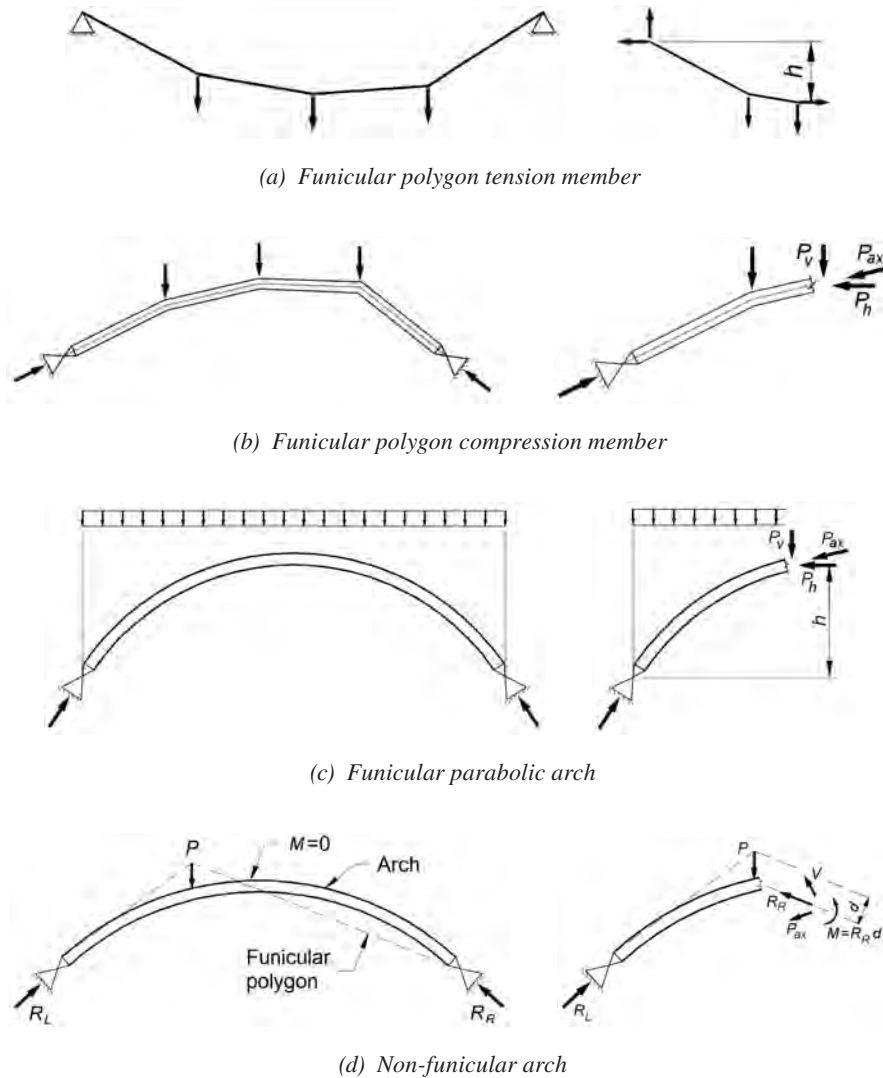 h
(a) Funicular polygon tension member
P_v P_ax
P_h
(b) Funicular polygon compression member
P_v P_ax
P_h
h
(c) Funicular parabolic arch
P M=0 Arch
Funicular
polygon
R_L R_R
P
V
R_R d
P_ax M=R_R d
R_L
(d) Non-funicular arch